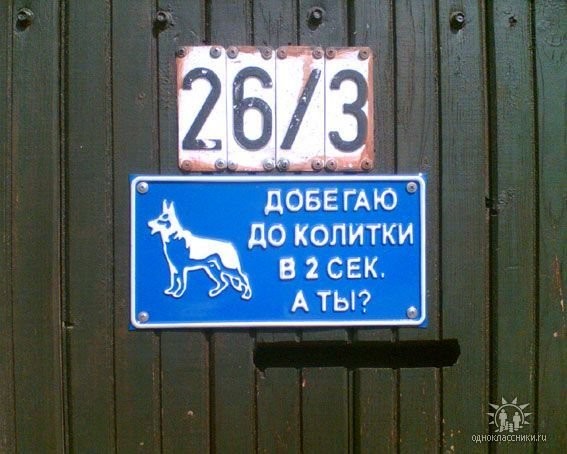 26/3
ДОБЕГАЮ
ДО КОЛИТКИ
В 2 СЕК.
А ТЫ?
одноклассники.ru